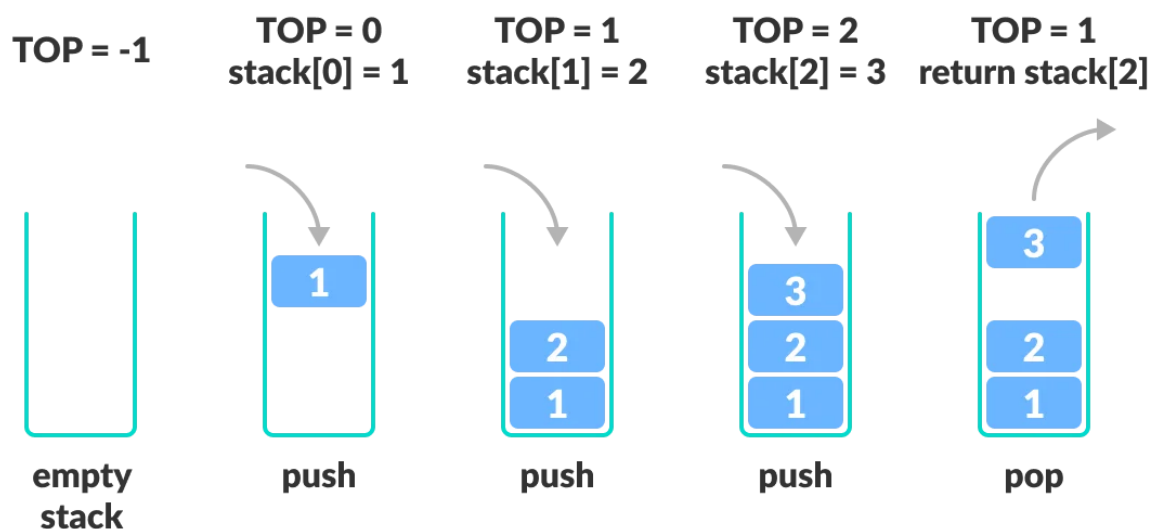 TOP = -1
TOP = 0
stack[0] = 1
TOP = 1
stack[1] = 2
TOP = 2
stack[2] = 3
TOP = 1
return stack[2]
1
2
1
3
2
1
3
2
1
empty
stack
push
push
push
pop